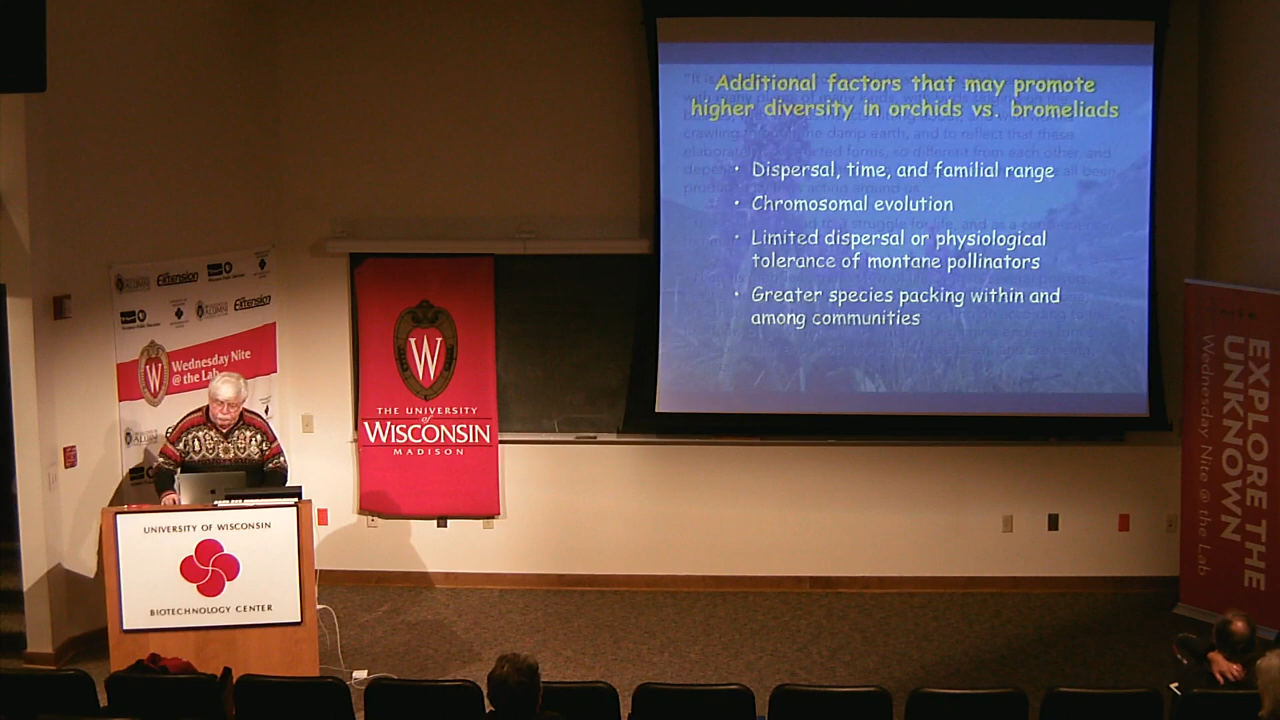 Additional factors that may promote
higher diversity in orchids vs. bromeliads
• Dispersal, time, and familial range
• Chromosomal evolution
• Limited dispersal or physiological
tolerance of montane pollinators
• Greater species packing within and
among communities
Extension
Extension
Wednesday Nite
@ the Lab
W
W
THE UNIVERSITY
of
WISCONSIN
MADISON
UNIVERSITY OF WISCONSIN
BIOTECHNOLOGY CENTER
EXPLORE THE
UNKNOWN
Wednesday Nite @ the Lab